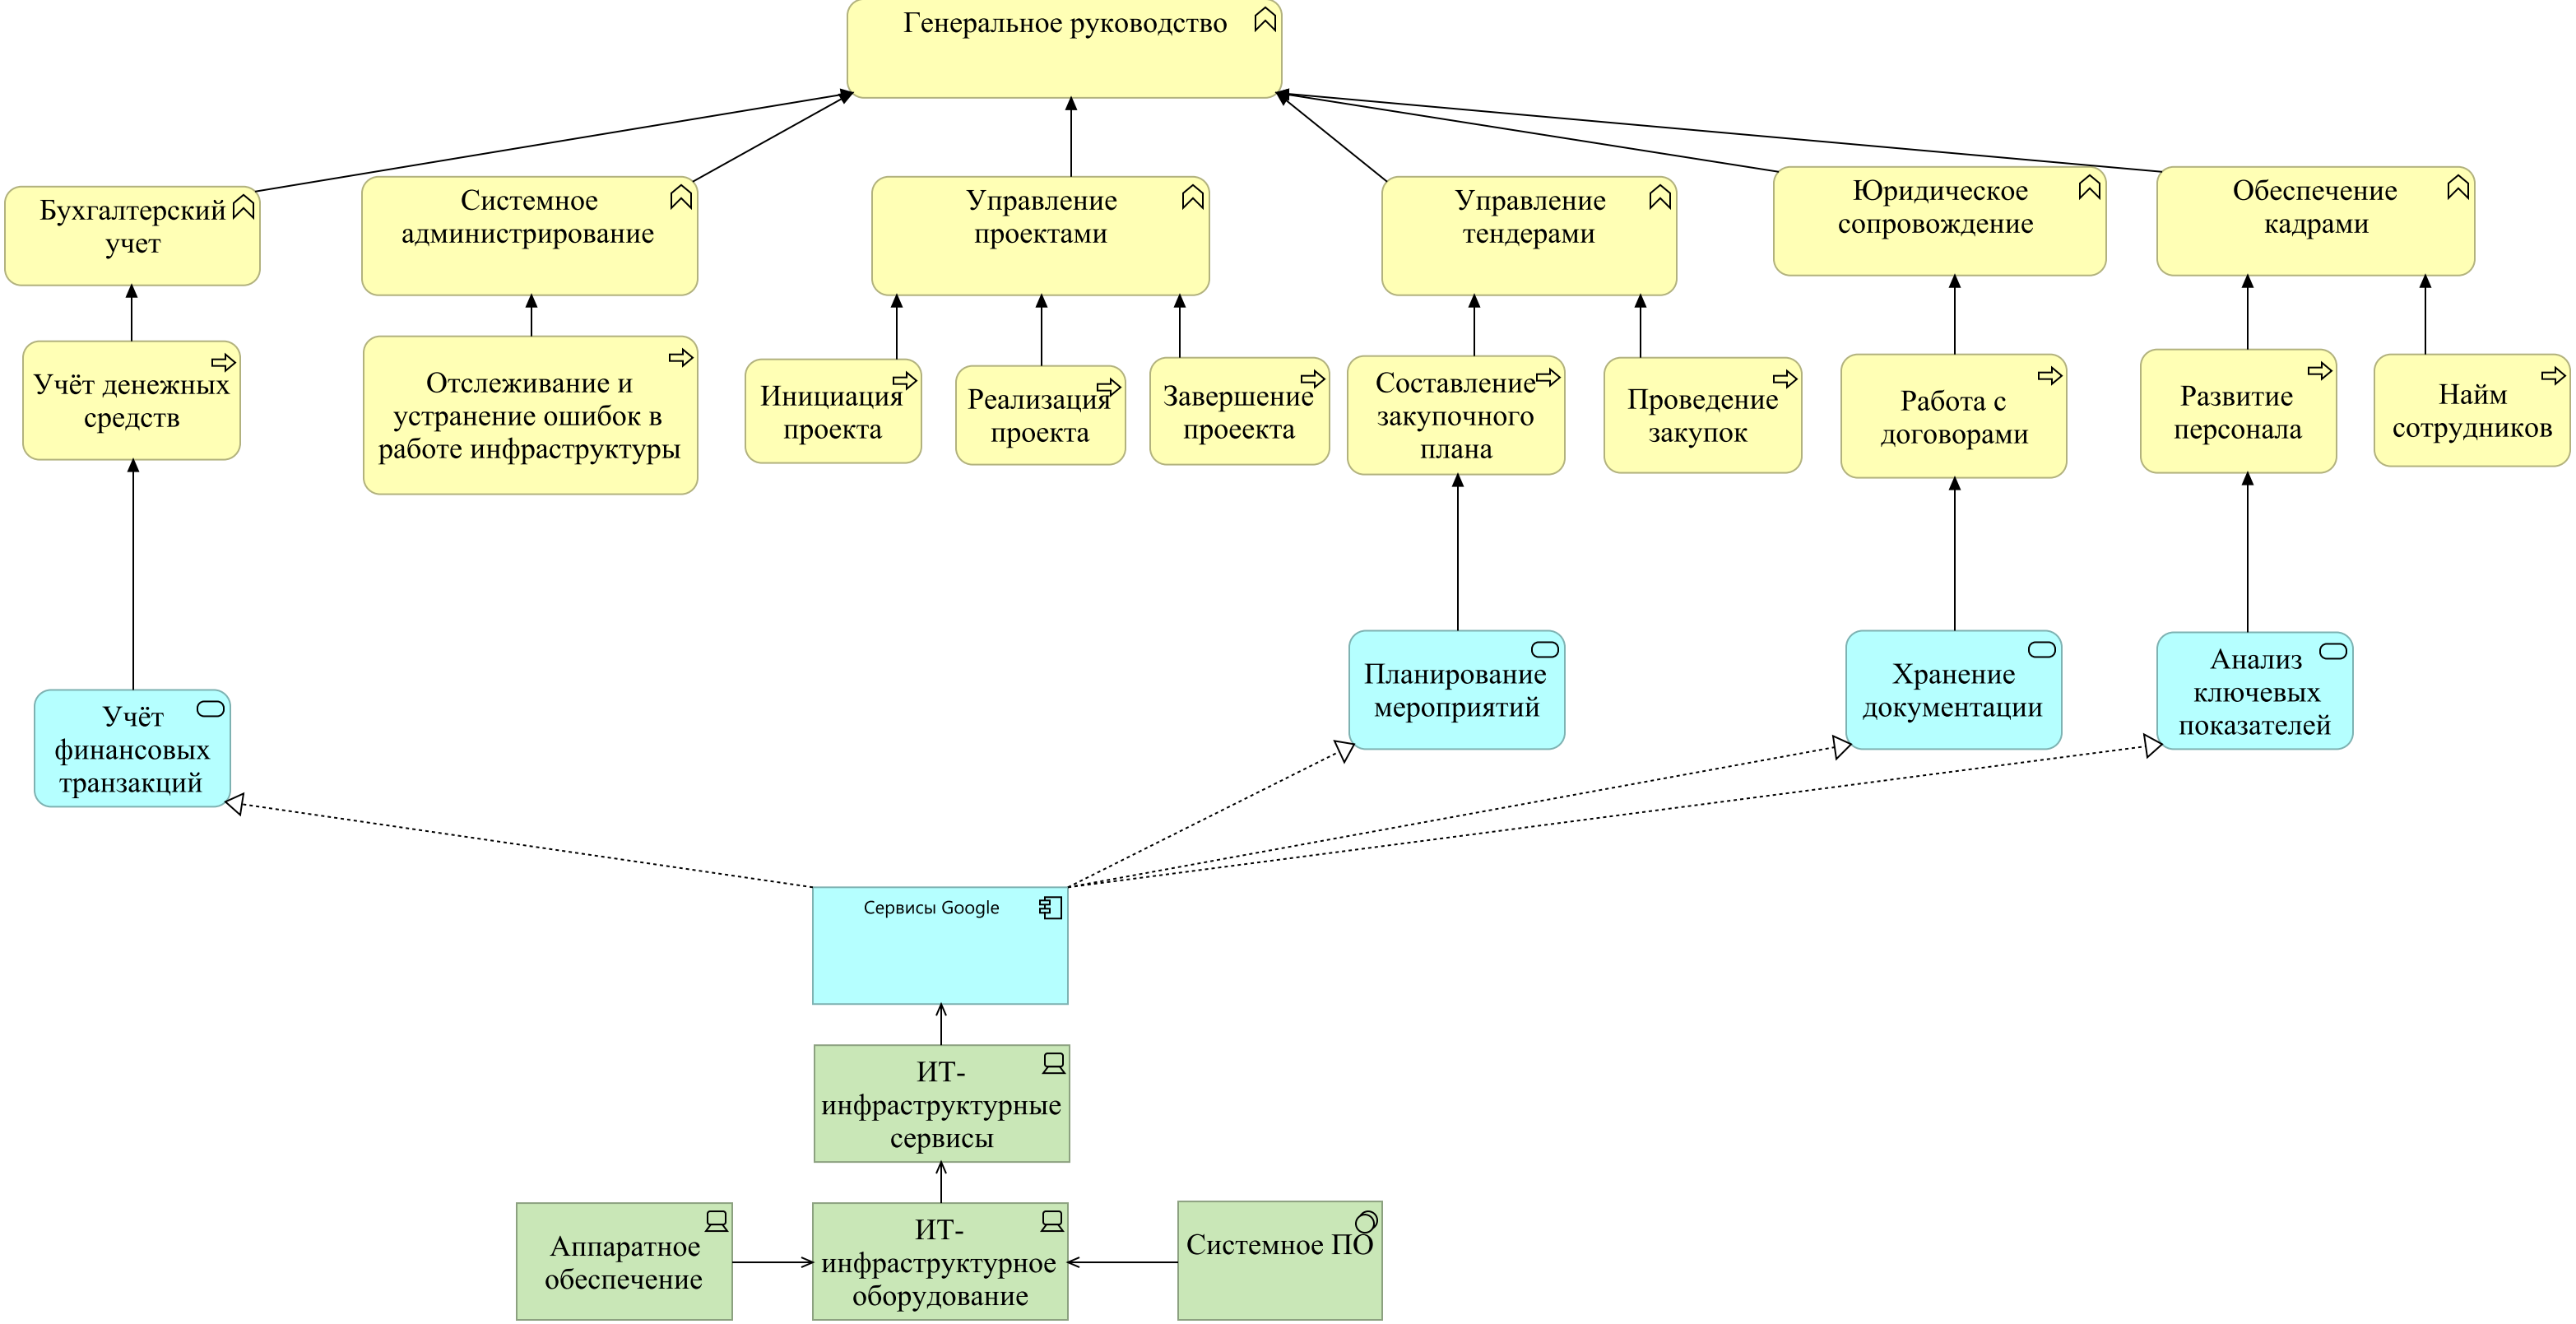 Генеральное руководство
Бухгалтерский
учет
Системное
администрирование
Управление
проектами
Управление
тендерами
Юридическое
сопровождение
Обеспечение
кадрами
Учёт денежных
средств
Отслеживание и
устранение ошибок в
работе инфраструктуры
Инициация
проекта
Реализация
проекта
Завершение
проеекта
Составление
закупочного
плана
Проведение
закупок
Работа с
договорами
Развитие
персонала
Найм
сотрудников
Учёт
финансовых
транзакций
Планирование
мероприятий
Хранение
документации
Анализ
ключевых
показателей
Сервисы Google
ИТ-
инфраструктурные
сервисы
Аппаратное
обеспечение
ИТ-
инфраструктурное
оборудование
Системное ПО